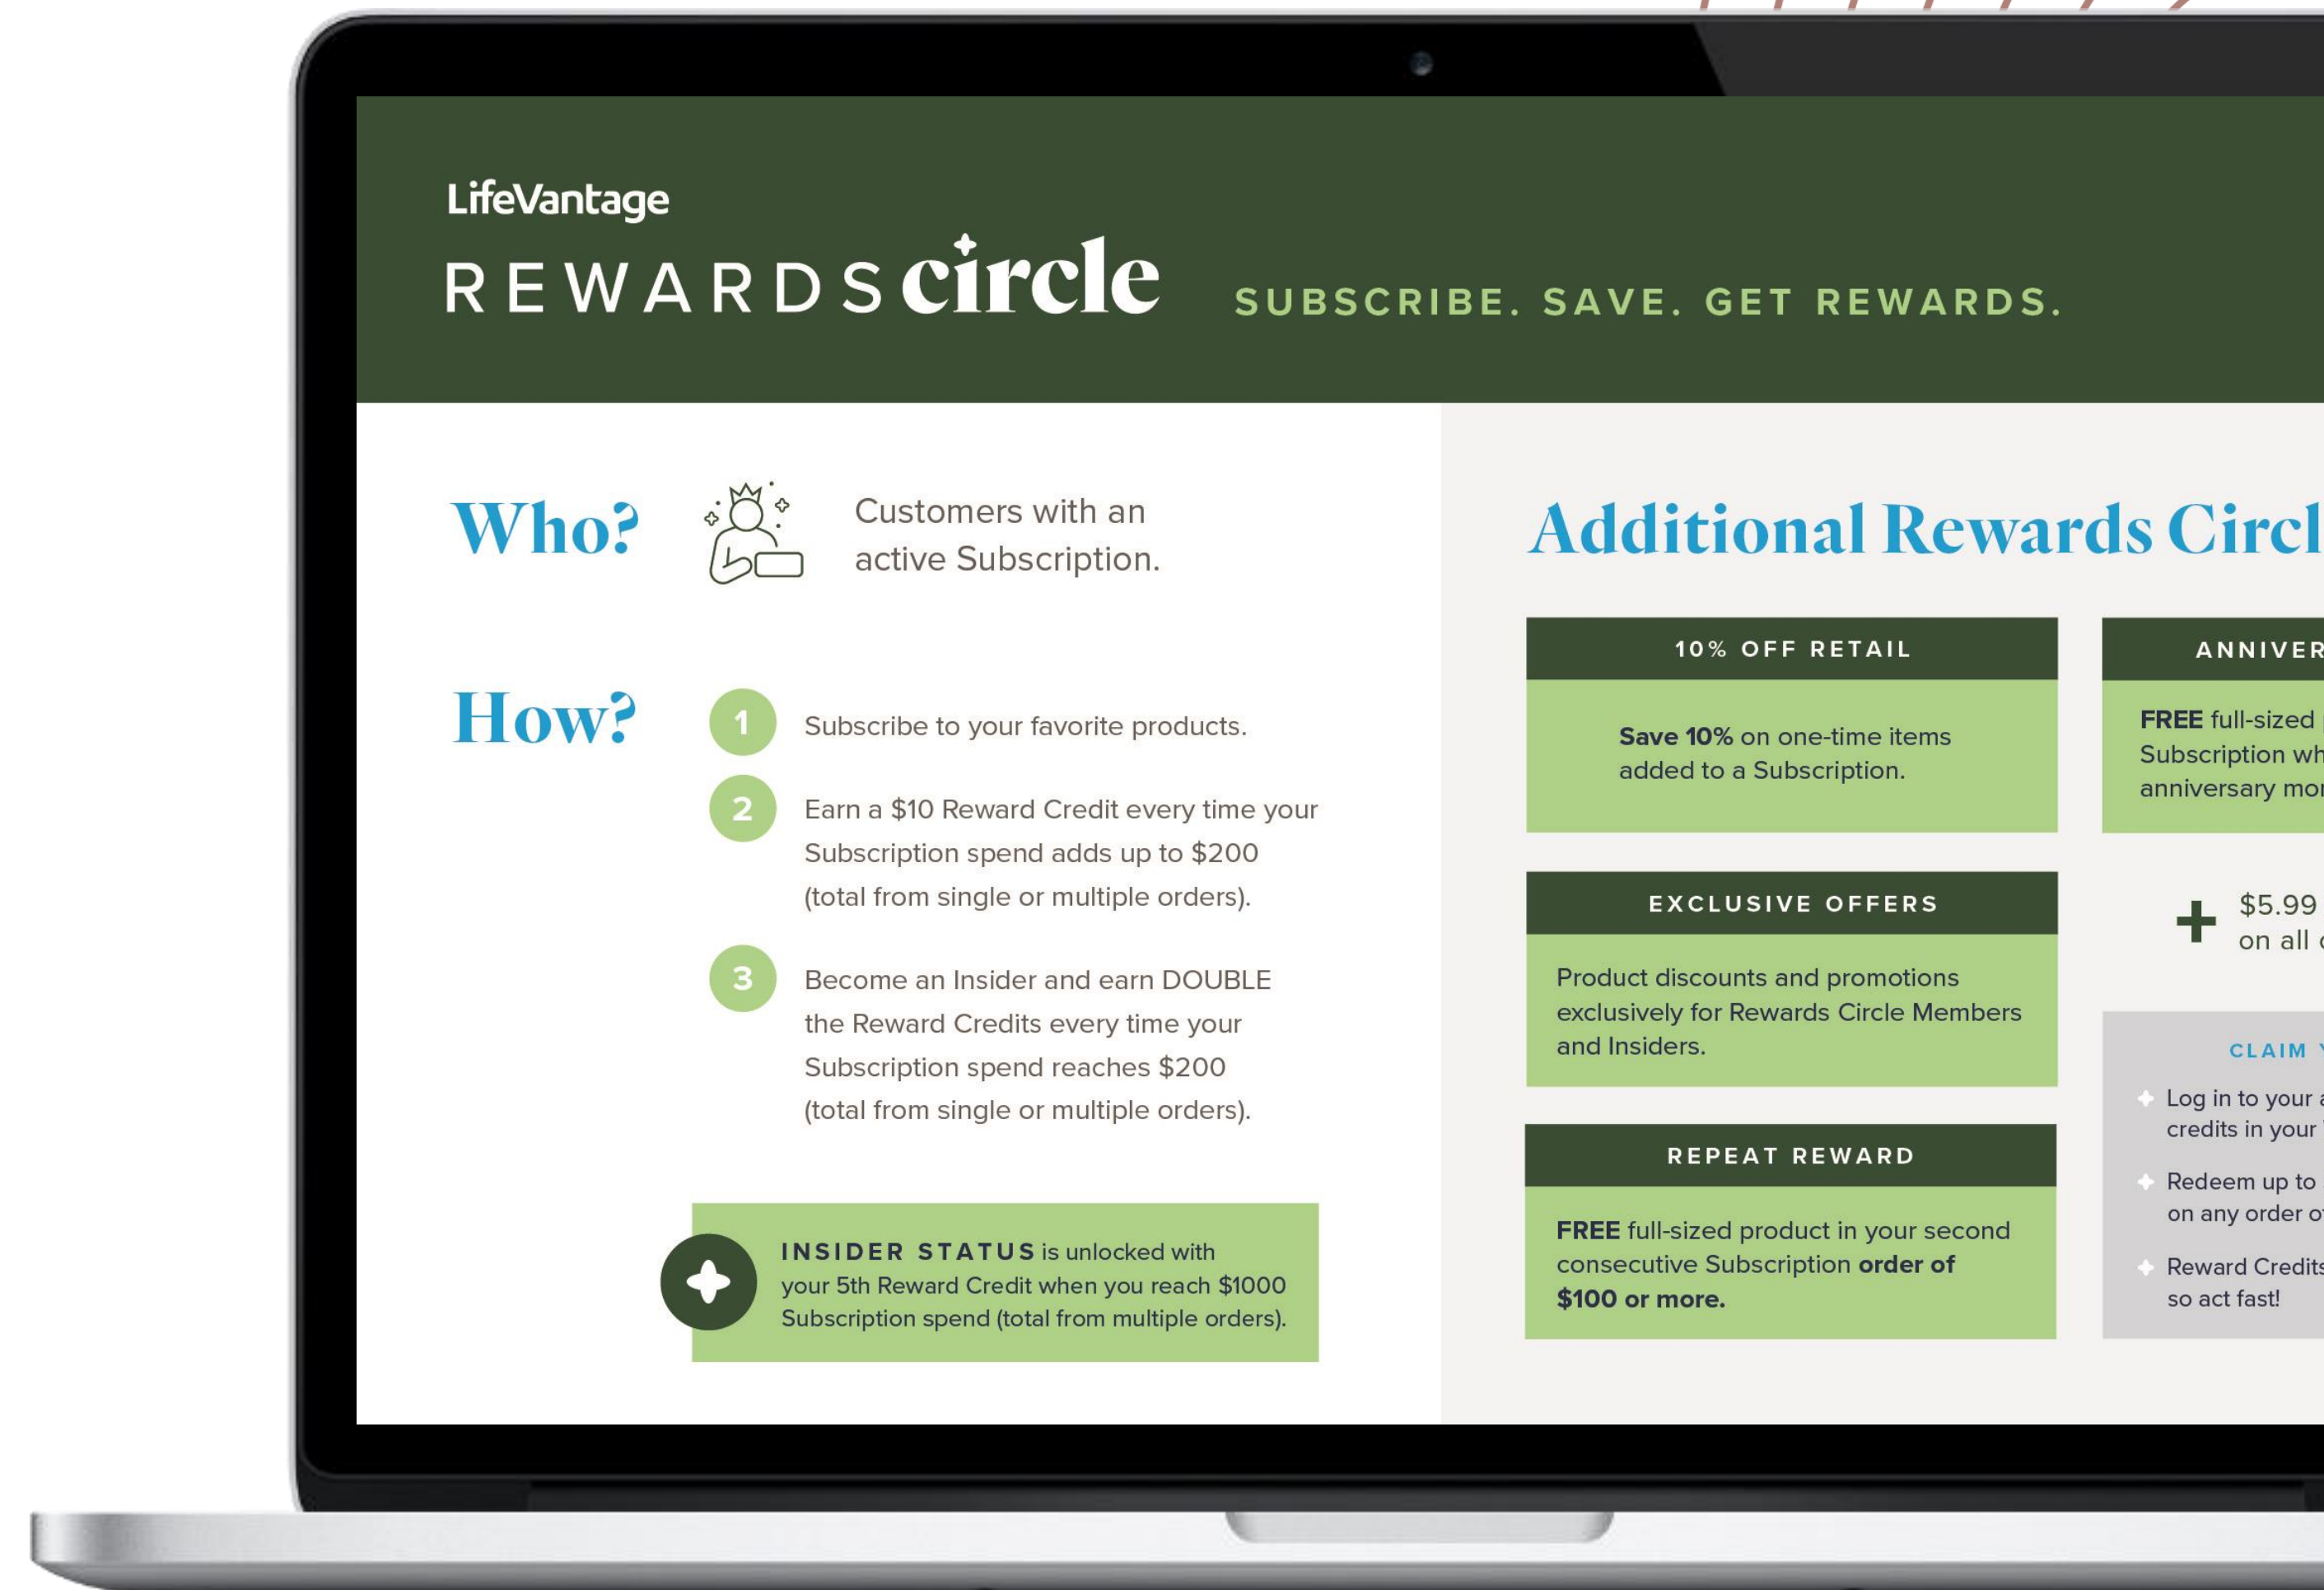 LifeVantage
REWARDS circle
SUBSCRIBE. SAVE. GET REWARDS.
Who?
Customers with an
active Subscription.
How?
1
Subscribe to your favorite products.
2
Earn a $10 Reward Credit every time your
Subscription spend adds up to $200
(total from single or multiple orders).
3
Become an Insider and earn DOUBLE
the Reward Credits every time your
Subscription spend reaches $200
(total from single or multiple orders).
INSIDER STATUS is unlocked with
your 5th Reward Credit when you reach $1000
Subscription spend (total from multiple orders).
Additional Rewards
10% OFF RETAIL
Save 10% on one-time items
added to a Subscription.
EXCLUSIVE OFFERS
Product discounts and promotions
exclusively for Rewards Circle Members
and Insiders.
REPEAT REWARD
FREE full-sized product in your second
consecutive Subscription order of
$100 or more.
FREE full-sized
Subscription
anniversary
+ $5.99
on all
CLAIM
Log in to your
credits in your
Redeem up to
on any order
Reward
so act fast!